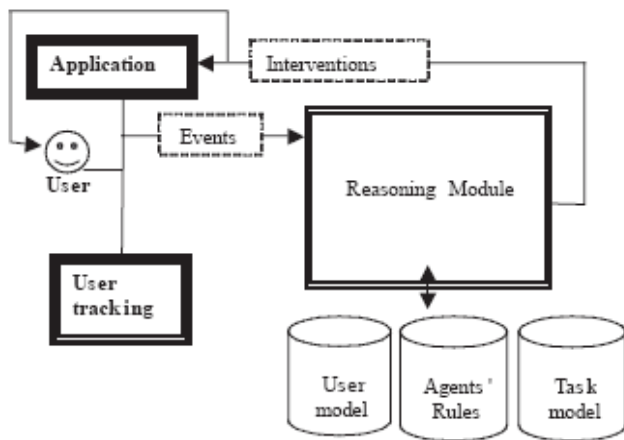 Application
Interventions
Events
User
Reasoning Module
User
tracking
User
model
Agents'
Rules
Task
model